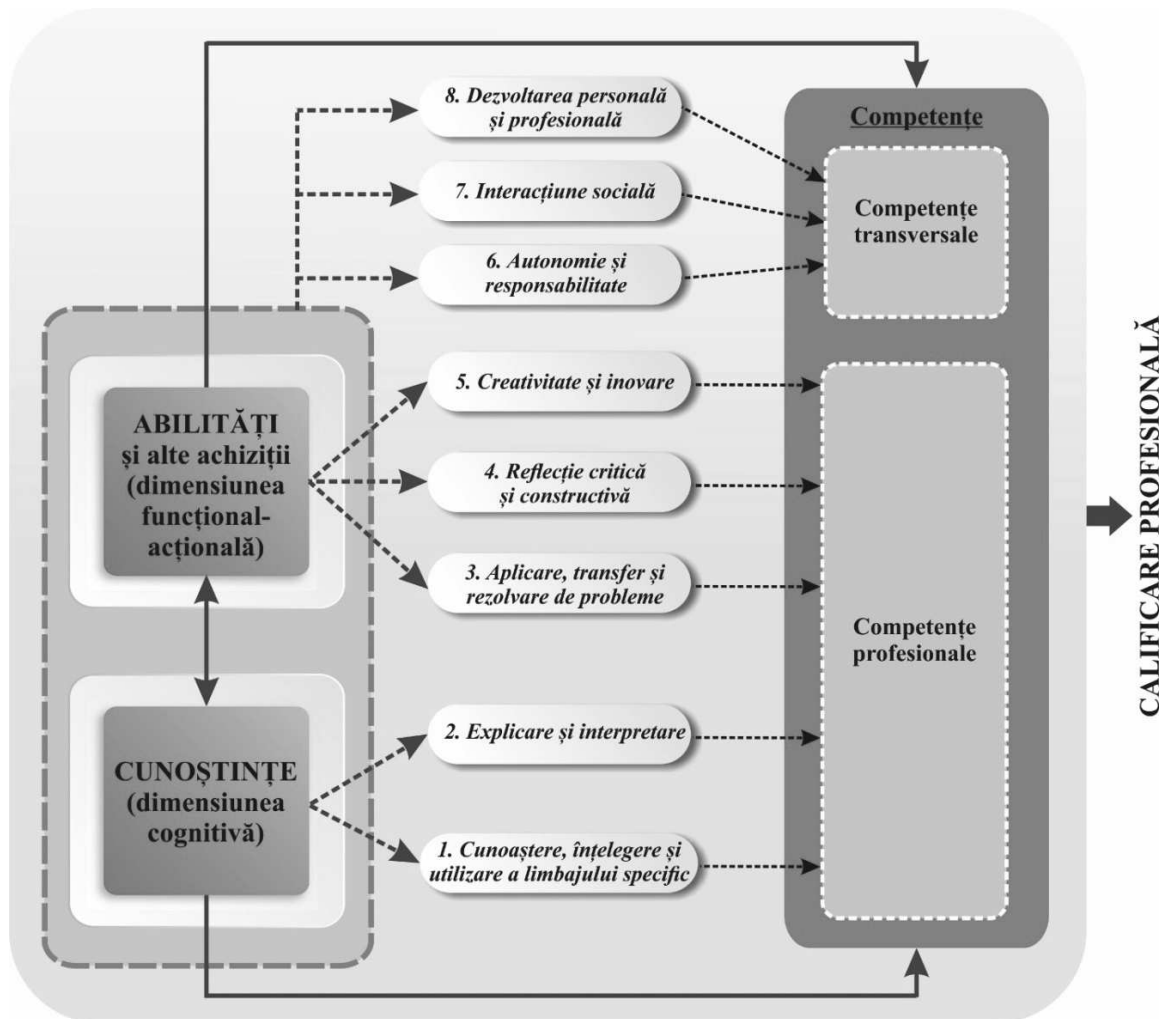 8. Dezvoltarea personală
și profesională
7. Interacțiune socială
6. Autonomie și
responsabilitate
5. Creativitate și inovare
4. Reflecție critică
și constructivă
3. Aplicare, transfer și
rezolvare de probleme
2. Explicare și interpretare
1. Cunoaștere, înțelegere și
utilizare a limbajului specific
ABILITĂȚI
și alte achiziții
(dimensiunea
funcțional-
acțională)
CUNOȘTINȚE
(dimensiunea
cognitivă)
Competențe
Competențe
transversale
Competențe
profesionale
CALIFICARE PROFESIONALĂ